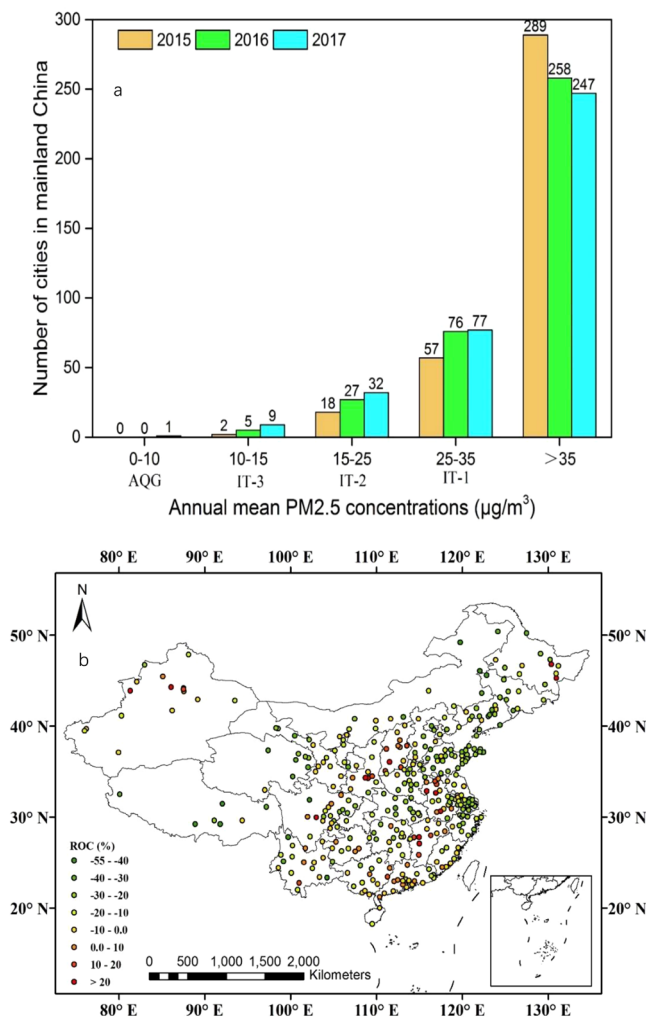 300
250
200
150
100
50
0
Number of cities in mainland China
2015 2016 2017
a
0 0 1
2 5 9
18 27 32
57 76 77
289 258 247
0-10 10-15 15-25 25-35 >35
AQG IT-3 IT-2 IT-1
Annual mean PM2.5 concentrations (μg/m³)
80° E 90° E 100° E 110° E 120° E 130° E
N
b
50° N 50° N
40° N 40° N
30° N 30° N
20° N 20° N
ROC (%)
-55 - -40
-40 - -30
-30 - -20
-20 - -10
-10 - 0.0
0.0 - 10
10 - 20
> 20
0 500 1,000 1,500 2,000
Kilometers
80° E 90° E 100° E 110° E 120° E 130° E